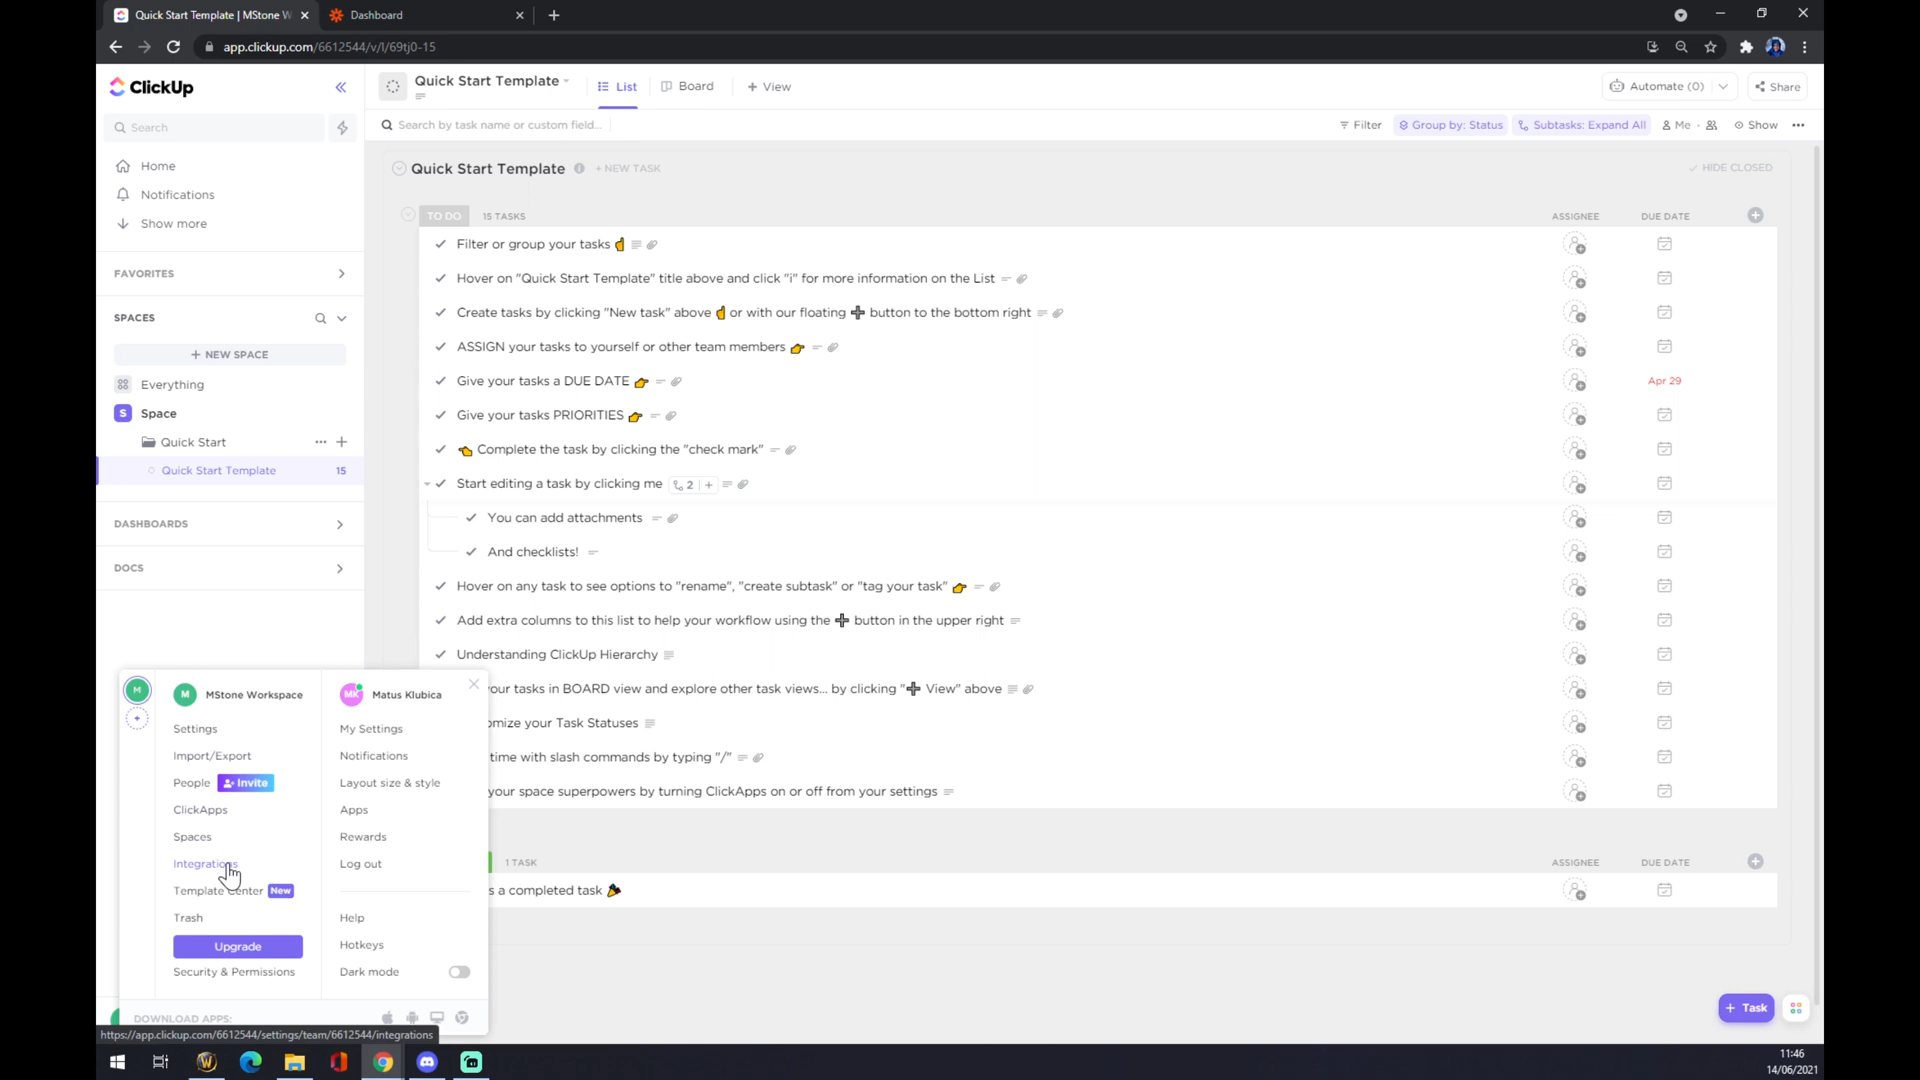 Quick Start Template | MStone W
Dashboard
app.clickup.com/6612544/v/l/69tj0-15
ClickUp
Quick Start Template
List
Board
+ View
Automate (0)
Share
Search
Search by task name or custom field...
Filter
Group by: Status
Subtasks: Expand All
Me
Show
Home
Notifications
Show more
FAVORITES
SPACES
+ NEW SPACE
Everything
S Space
Quick Start
Quick Start Template 15
DASHBOARDS
DOCS
Quick Start Template + NEW TASK
HIDE CLOSED
TO DO 15 TASKS ASSIGNEE DUE DATE
Filter or group your tasks
Hover on "Quick Start Template" title above and click "i" for more information on the List
Create tasks by clicking "New task" above or with our floating ➕ button to the bottom right
ASSIGN your tasks to yourself or other team members
Give your tasks a DUE DATE Apr 29
Give your tasks PRIORITIES
Complete the task by clicking the "check mark"
Start editing a task by clicking me 2 +
You can add attachments
And checklists!
Hover on any task to see options to "rename", "create subtask" or "tag your task"
Add extra columns to this list to help your workflow using the ➕ button in the upper right
Understanding ClickUp Hierarchy
your tasks in BOARD view and explore other task views... by clicking "➕ View" above
omize your Task Statuses
time with slash commands by typing "/"
your space superpowers by turning ClickApps on or off from your settings
1 TASK ASSIGNEE DUE DATE
s a completed task
M
M MStone Workspace
Settings
Import/Export
People Invite
ClickApps
Spaces
Integrations
Template Center New
Trash
Upgrade
Security & Permissions
MK Matus Klubica
My Settings
Notifications
Layout size & style
Apps
Rewards
Log out
Help
Hotkeys
Dark mode
DOWNLOAD APPS:
+ Task
https://app.clickup.com/6612544/settings/team/6612544/integrations
11:46
14/06/2021